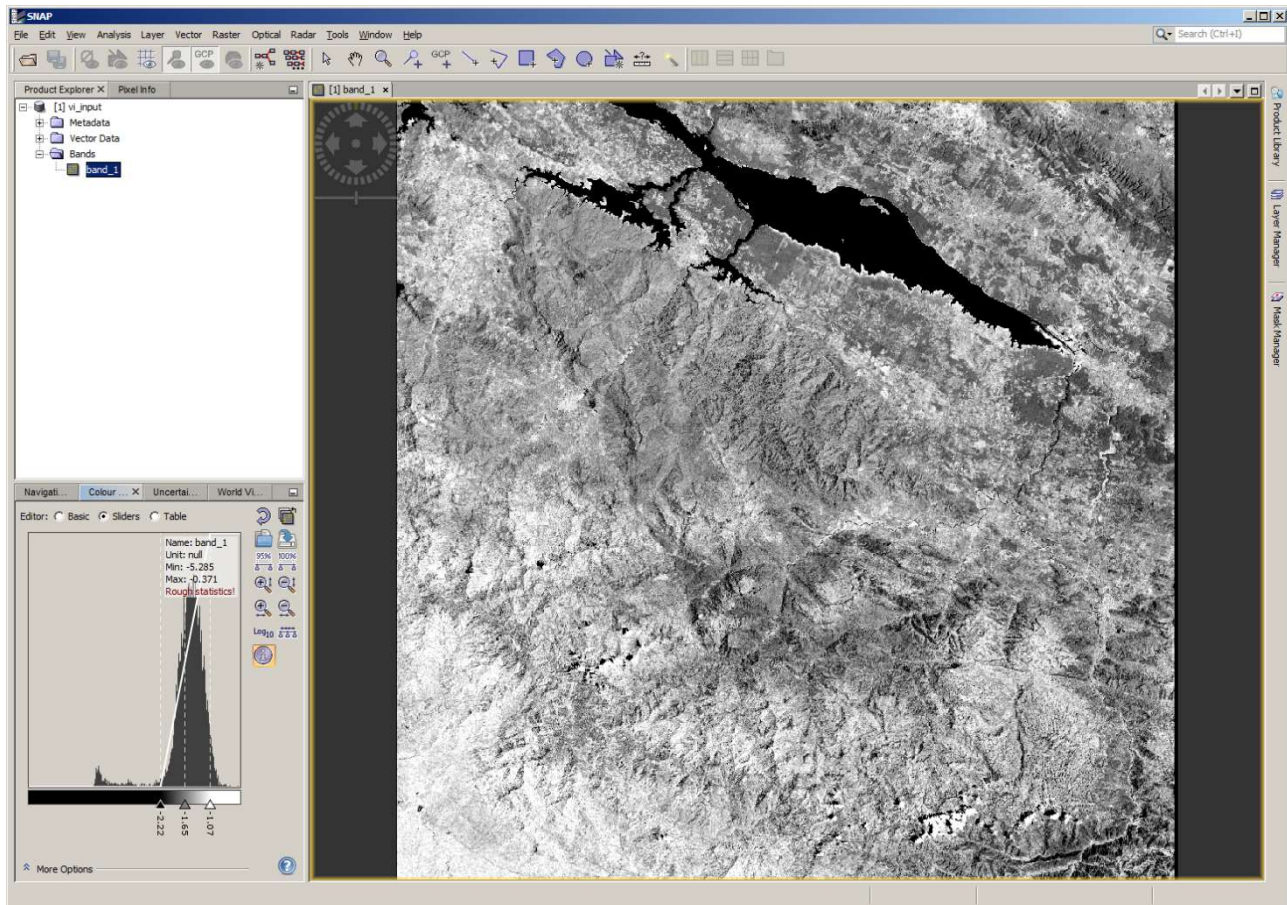 SNAP
File Edit View Analysis Layer Vector Raster Optical Radar Tools Window Help
Search (Ctrl+I)
GCP
GCP
Product Explorer X Pixel Info
[1] band_1 x
[1] vi_input
Metadata
Vector Data
Bands
band_1
Product Library
Layer Manager
Mask Manager
Navigati... Colour ... X Uncertai... World Vi...
Editor: Basic Sliders Table
Name: band_1
Unit: null
Min: -5.285
Max: -0.371
Rough statistics!
95% 100%
Log10
-2.22 -1.65 -1.07
More Options